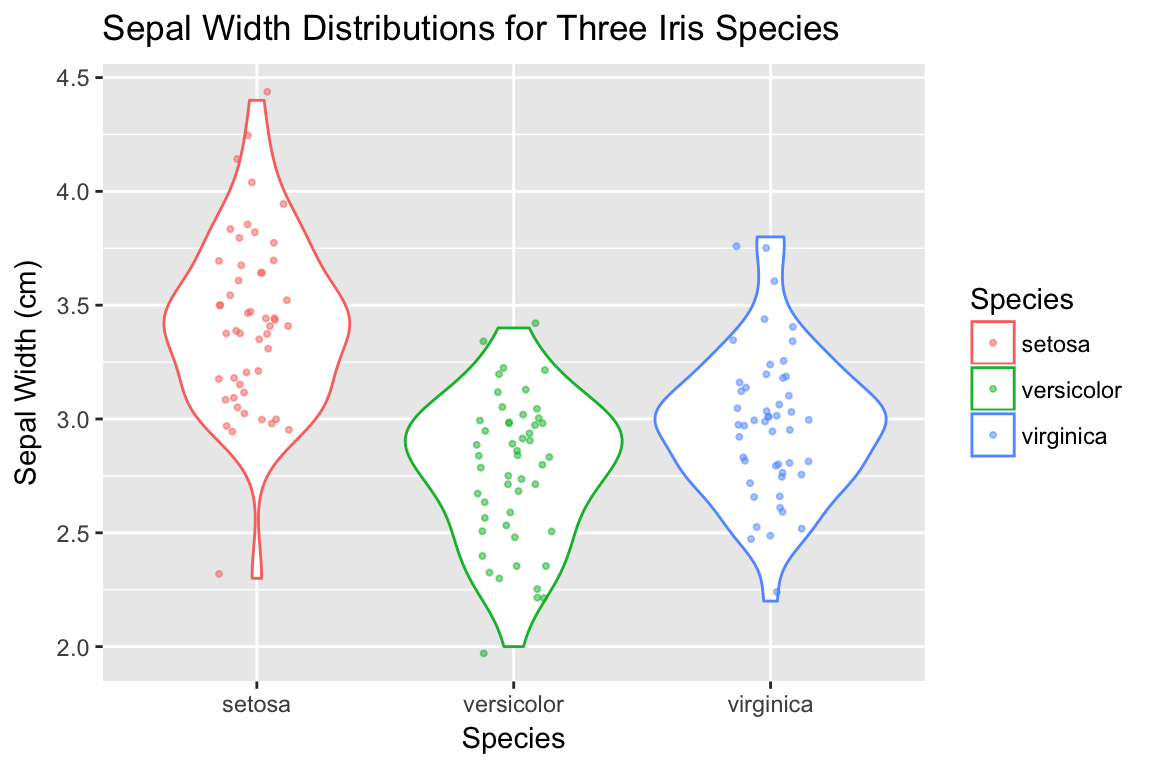 Sepal Width Distributions for Three Iris Species
4.5
4.0
3.5
3.0
2.5
2.0
Sepal Width (cm)
setosa
versicolor
virginica
Species
Species
setosa
versicolor
virginica